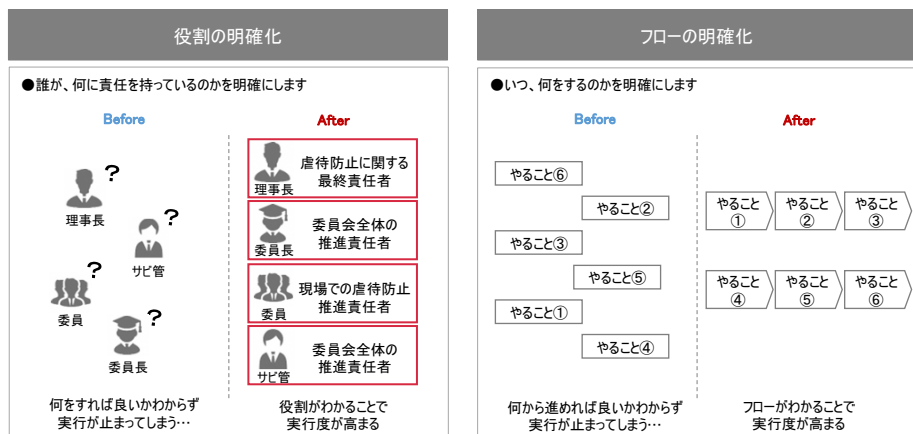 役割の明確化
●誰が、何に責任を持っているのかを明確にします
Before
?
理事長
?
サビ管
?
委員
?
委員長
何をすれば良いかわからず
実行が止まってしまう…
After
理事長
虐待防止に関する
最終責任者
委員長
委員会全体の
推進責任者
委員
現場での虐待防止
推進責任者
サビ管
委員会全体の
推進責任者
役割がわかることで
実行度が高まる
フローの明確化
●いつ、何をするのかを明確にします
Before
やること⑥
やること②
やること③
やること⑤
やること①
やること④
何から進めれば良いかわからず
実行が止まってしまう…
After
やること
①
やること
②
やること
③
やること
④
やること
⑤
やること
⑥
フローがわかることで
実行度が高まる